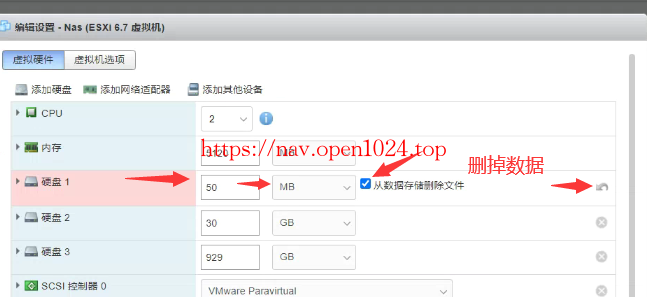 编辑设置 - Nas (ESXi 6.7 虚拟机)
虚拟硬件 虚拟机选项
添加硬盘 添加网络适配器 添加其他设备
CPU 2
内存 5120 MB
https://nav.open1024.top
删掉数据
硬盘 1 50 MB 从数据存储删除文件
硬盘 2 30 GB
硬盘 3 929 GB
SCSI 控制器 0 VMware Paravirtual